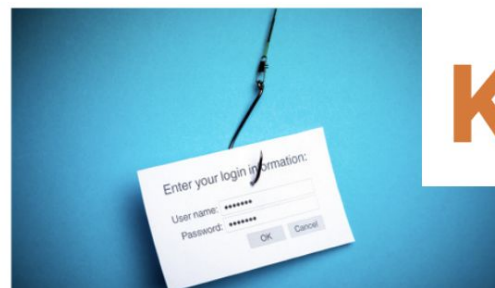 K
Enter your login information:
User name: •••••••
Password: •••••••
OK Cancel